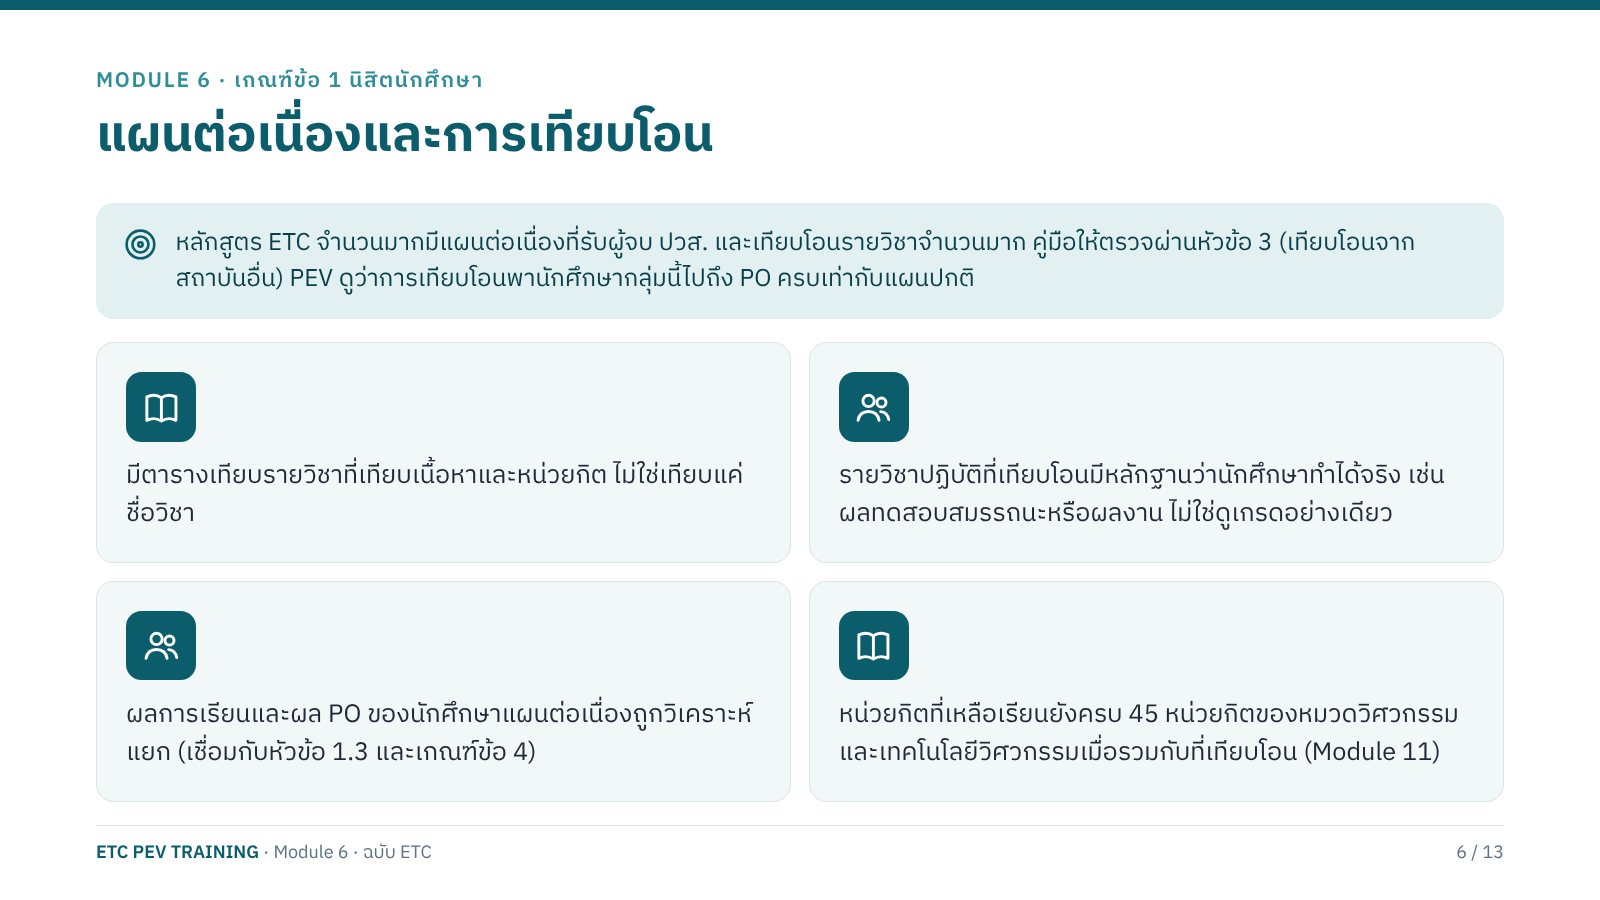 MODULE 6 · เกณฑ์ข้อ 1 นิสิตนักศึกษา
แผนต่อเนื่องและการเทียบโอน
หลักสูตร ETC จำนวนมากมีแผนต่อเนื่องที่รับผู้จบ ปวส. และเทียบโอนรายวิชาจำนวนมาก คู่มือให้ตรวจผ่านหัวข้อ 3 (เทียบโอนจาก
สถาบันอื่น) PEV ดูว่าการเทียบโอนพานักศึกษากลุ่มนี้ไปถึง PO ครบเท่ากับแผนปกติ
มีตารางเทียบรายวิชาที่เทียบเนื้อหาและหน่วยกิต ไม่ใช่เทียบแค่
ชื่อวิชา
รายวิชาปฏิบัติที่เทียบโอนมีหลักฐานว่านักศึกษาทำได้จริง เช่น
ผลทดสอบสมรรถนะหรือผลงาน ไม่ใช่ดูเกรดอย่างเดียว
ผลการเรียนและผล PO ของนักศึกษาแผนต่อเนื่องถูกวิเคราะห์
แยก (เชื่อมกับหัวข้อ 1.3 และเกณฑ์ข้อ 4)
หน่วยกิตที่เหลือเรียนยังครบ 45 หน่วยกิตของหมวดวิศวกรรม
และเทคโนโลยีวิศวกรรมเมื่อรวมกับที่เทียบโอน (Module 11)
ETC PEV TRAINING · Module 6 · ฉบับ ETC
6 / 13